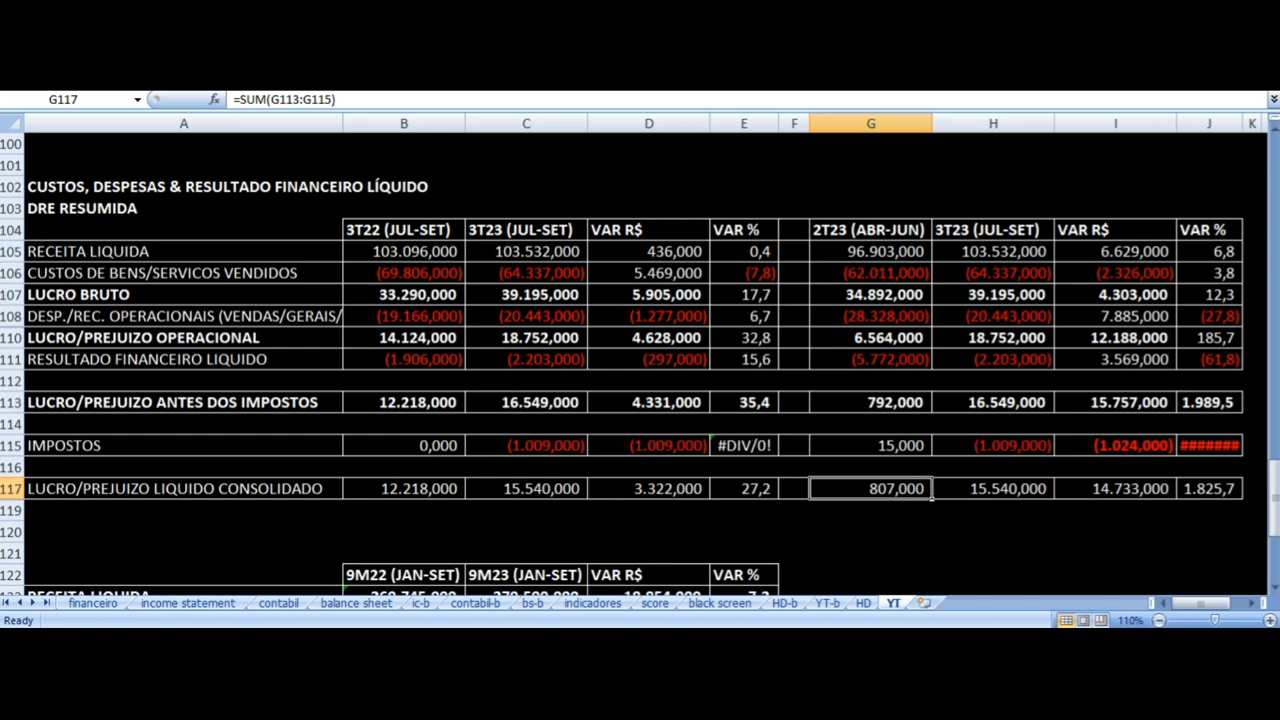 G117 fx =SUM(G113:G115)
A B C D E F G H I J K
100
101
102 CUSTOS, DESPESAS & RESULTADO FINANCEIRO LÍQUIDO
103 DRE RESUMIDA
104 3T22 (JUL-SET) 3T23 (JUL-SET) VAR R$ VAR % 2T23 (ABR-JUN) 3T23 (JUL-SET) VAR R$ VAR %
105 RECEITA LIQUIDA 103.096,000 103.532,000 436,000 0,4 96.903,000 103.532,000 6.629,000 6,8
106 CUSTOS DE BENS/SERVICOS VENDIDOS (69.806,000) (64.337,000) 5.469,000 (7,8) (62.011,000) (64.337,000) (2.326,000) 3,8
107 LUCRO BRUTO 33.290,000 39.195,000 5.905,000 17,7 34.892,000 39.195,000 4.303,000 12,3
108 DESP./REC. OPERACIONAIS (VENDAS/GERAIS/ (19.166,000) (20.443,000) (1.277,000) 6,7 (28.328,000) (20.443,000) 7.885,000 (27,8)
110 LUCRO/PREJUIZO OPERACIONAL 14.124,000 18.752,000 4.628,000 32,8 6.564,000 18.752,000 12.188,000 185,7
111 RESULTADO FINANCEIRO LIQUIDO (1.906,000) (2.203,000) (297,000) 15,6 (5.772,000) (2.203,000) 3.569,000 (61,8)
112
113 LUCRO/PREJUIZO ANTES DOS IMPOSTOS 12.218,000 16.549,000 4.331,000 35,4 792,000 16.549,000 15.757,000 1.989,5
114
115 IMPOSTOS 0,000 (1.009,000) (1.009,000) #DIV/0! 15,000 (1.009,000) (1.024,000) #######
116
117 LUCRO/PREJUIZO LIQUIDO CONSOLIDADO 12.218,000 15.540,000 3.322,000 27,2 807,000 15.540,000 14.733,000 1.825,7
119
120
121
122 9M22 (JAN-SET) 9M23 (JAN-SET) VAR R$ VAR %
RECEITA LIQUIDA
financeiro income statement contabil balance sheet ic-b contabil-b bs-b indicadores score black screen HD-b YT-b HD YT
Ready 110%